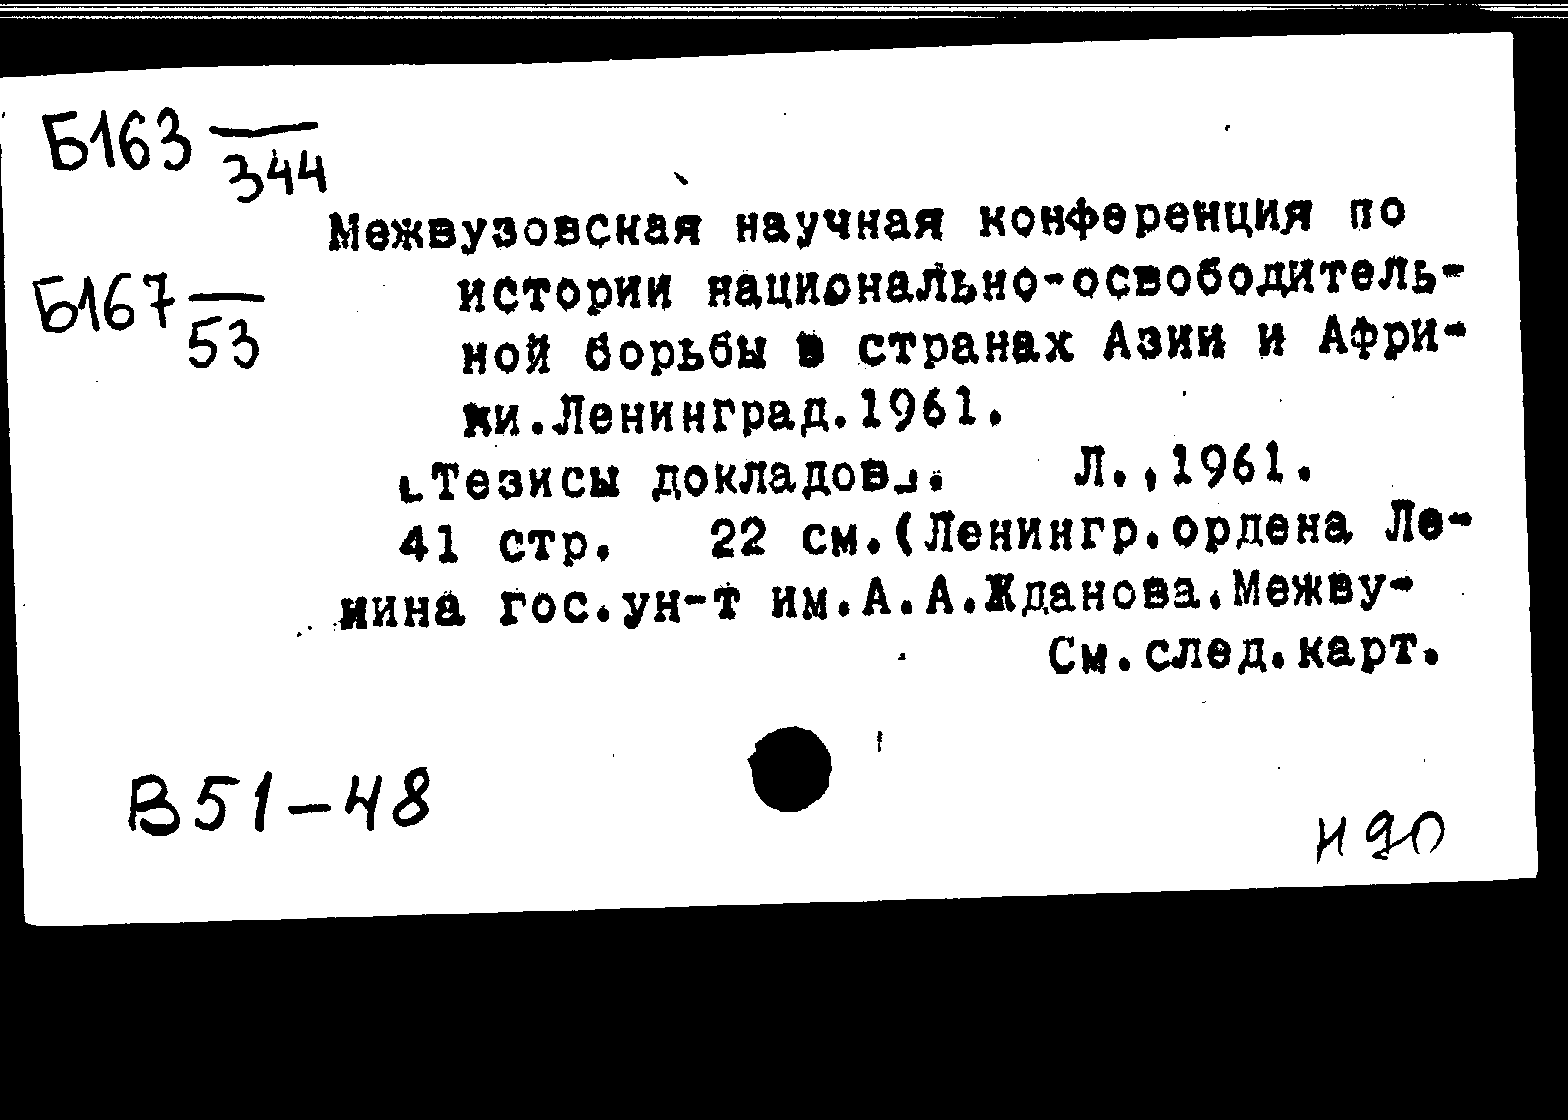 Б163 —
344
Межвузовская научная конференция по
Б167 —
53
истории национально-освободитель-
ной борьбы в странах Азии и Афри-
ки.Ленинград.1961.
[Тезисы докладов]. Л.,1961.
41 стр. 22 см.(Ленингр.ордена Ле-
нина гос.ун-т им.А.А.Жданова.Межву-
См.след.карт.
В51-48